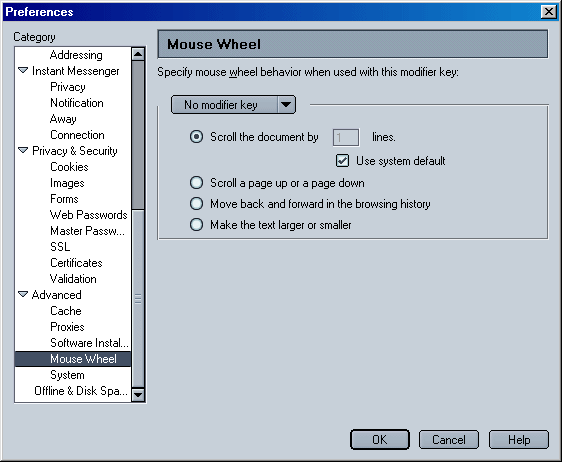 Preferences
Category
Addressing
Instant Messenger
Privacy
Notification
Away
Connection
Privacy & Security
Cookies
Images
Forms
Web Passwords
Master Passw...
SSL
Certificates
Validation
Advanced
Cache
Proxies
Software Instal...
Mouse Wheel
System
Offline & Disk Spa...
Mouse Wheel
Specify mouse wheel behavior when used with this modifier key:
No modifier key
Scroll the document by 1 lines.
Use system default
Scroll a page up or a page down
Move back and forward in the browsing history
Make the text larger or smaller
OK Cancel Help